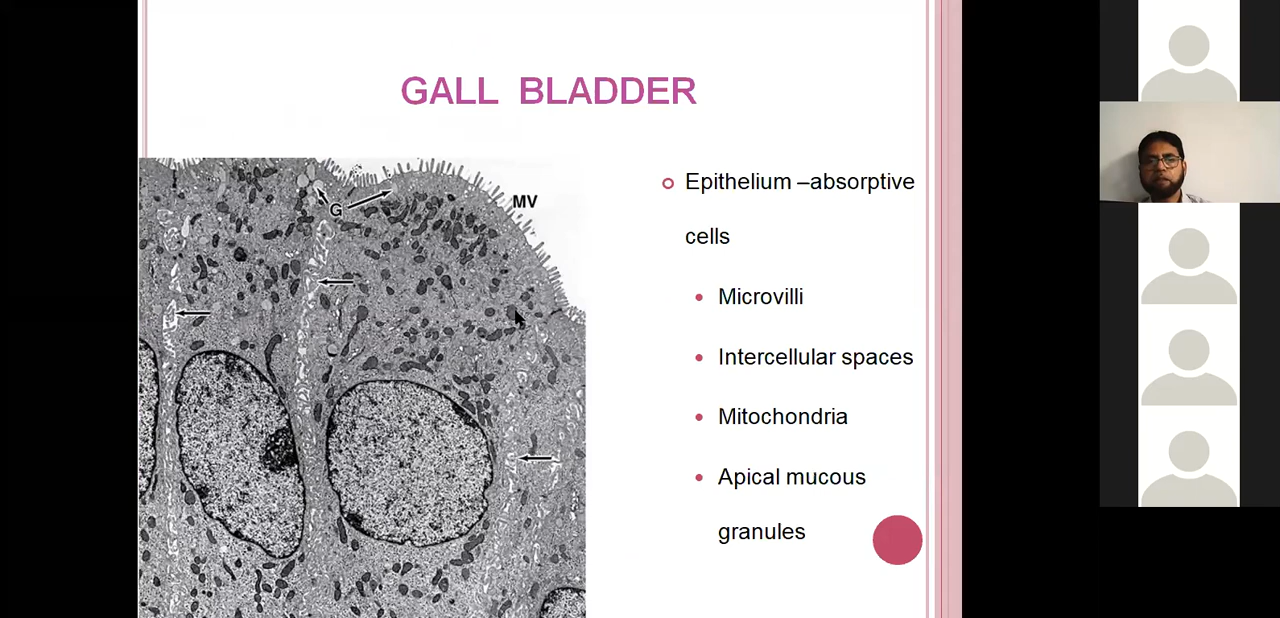 GALL BLADDER
MV
G
Epithelium –absorptive
cells
Microvilli
Intercellular spaces
Mitochondria
Apical mucous
granules